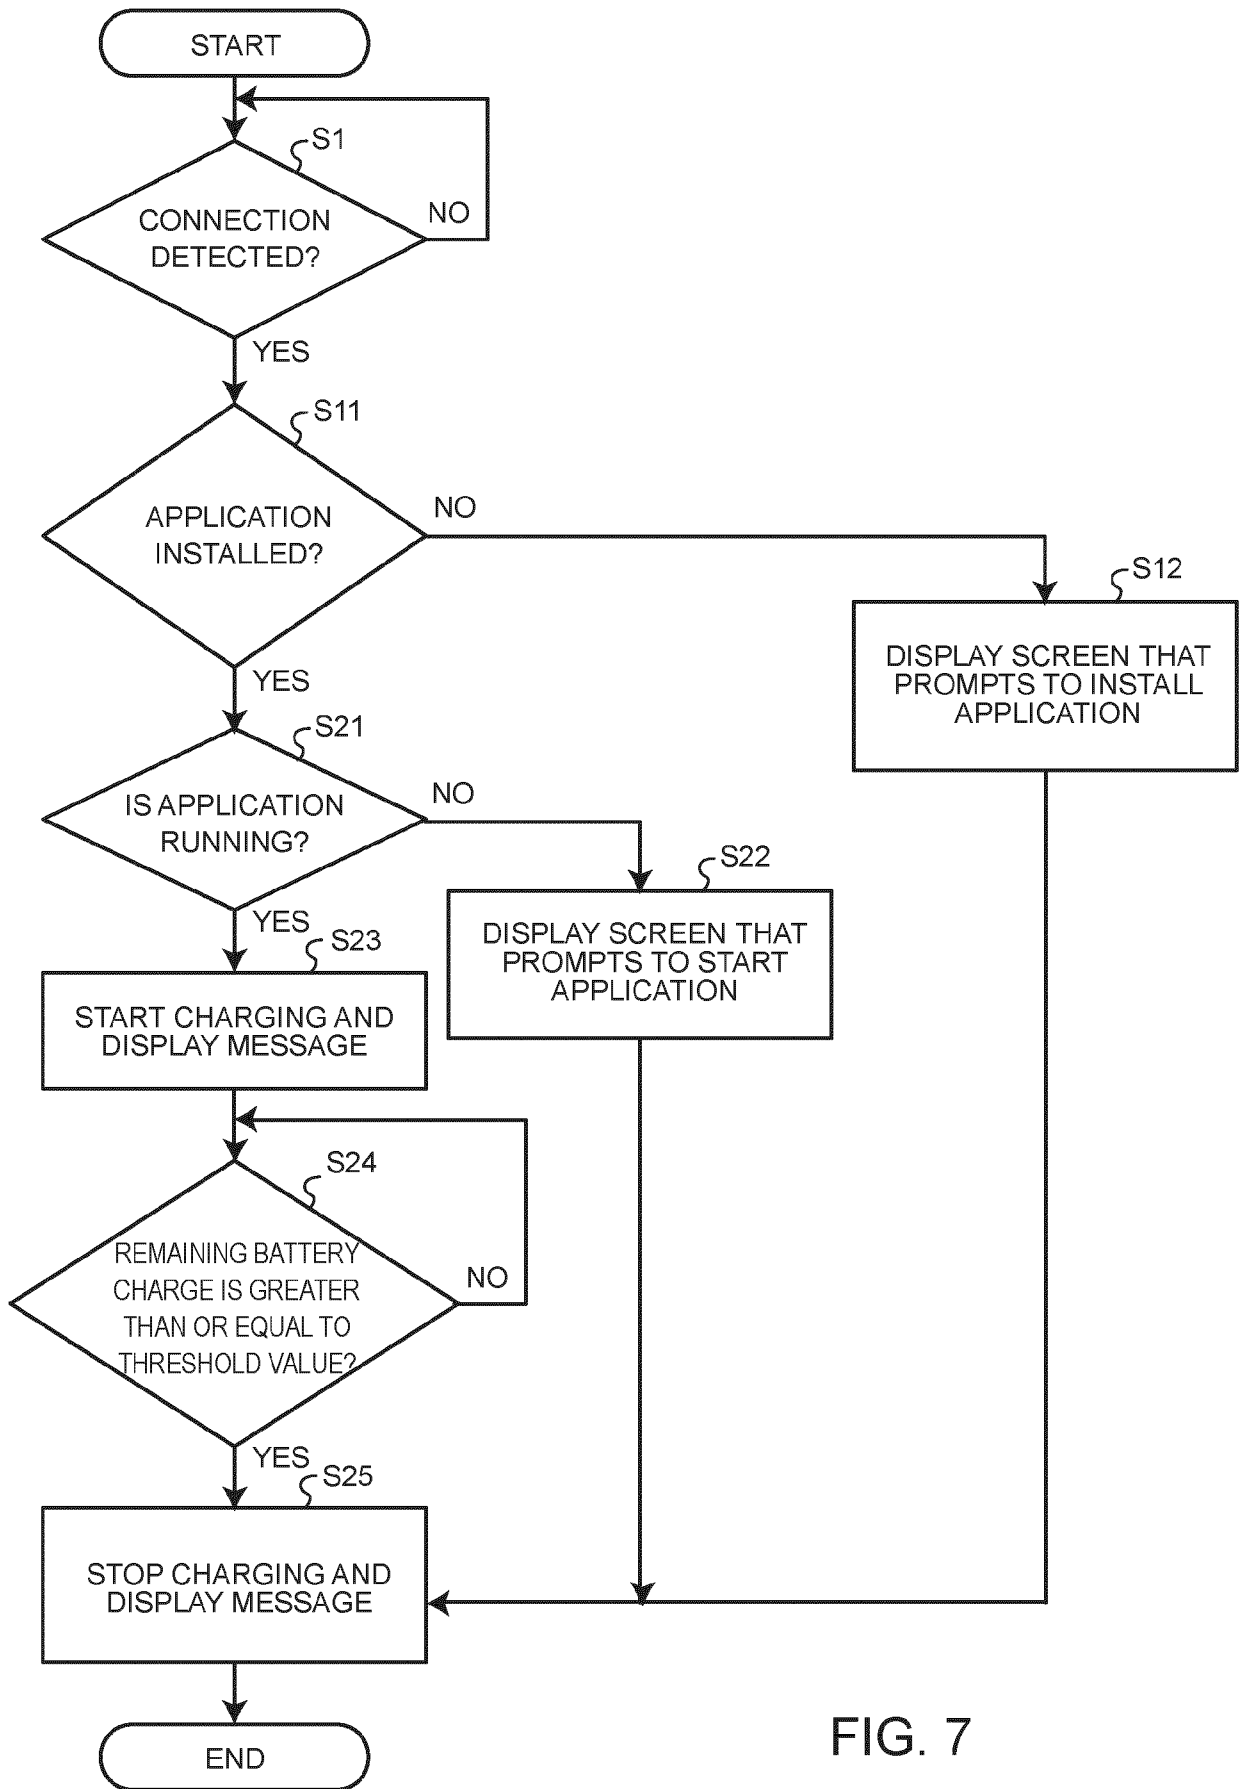 START
S1
CONNECTION
DETECTED?
NO
YES
S11
APPLICATION
INSTALLED?
NO
S12
DISPLAY SCREEN THAT
PROMPTS TO INSTALL
APPLICATION
YES
S21
IS APPLICATION
RUNNING?
NO
S22
DISPLAY SCREEN THAT
PROMPTS TO START
APPLICATION
YES
S23
START CHARGING AND
DISPLAY MESSAGE
S24
REMAINING BATTERY
CHARGE IS GREATER
THAN OR EQUAL TO
THRESHOLD VALUE?
NO
YES
S25
STOP CHARGING AND
DISPLAY MESSAGE
END
FIG. 7